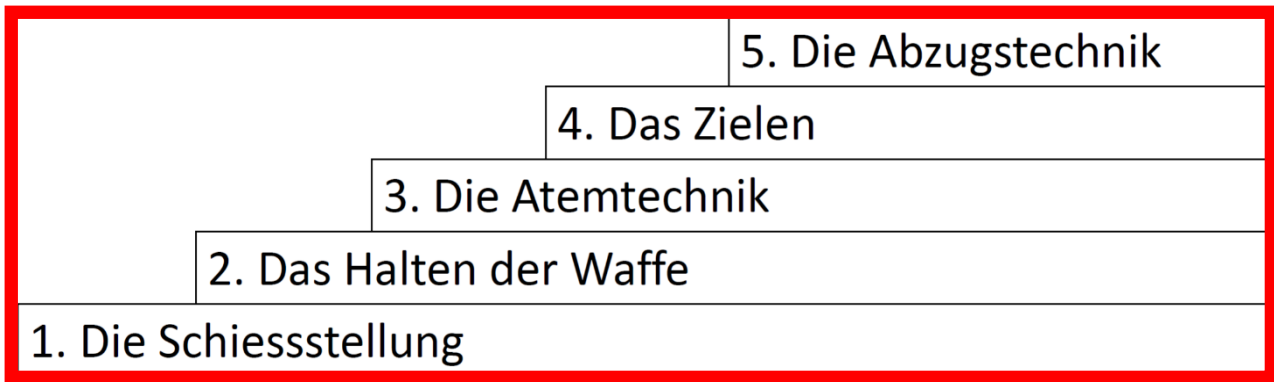 5. Die Abzugstechnik
4. Das Zielen
3. Die Atemtechnik
2. Das Halten der Waffe
1. Die Schiessstellung